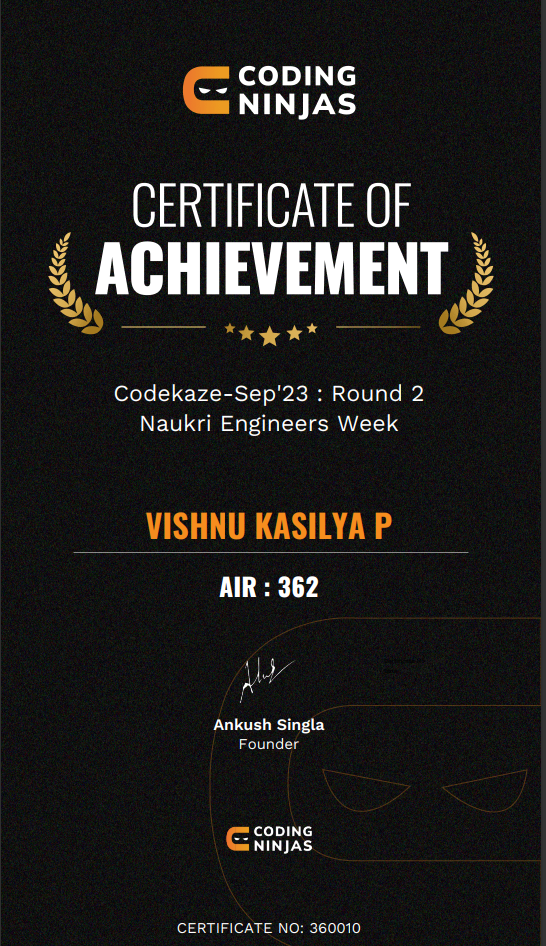 CODING
NINJAS
CERTIFICATE OF
ACHIEVEMENT
Codekaze-Sep'23 : Round 2
Naukri Engineers Week
VISHNU KASILYA P
AIR : 362
Ankush Singla
Founder
CODING
NINJAS
CERTIFICATE NO: 360010